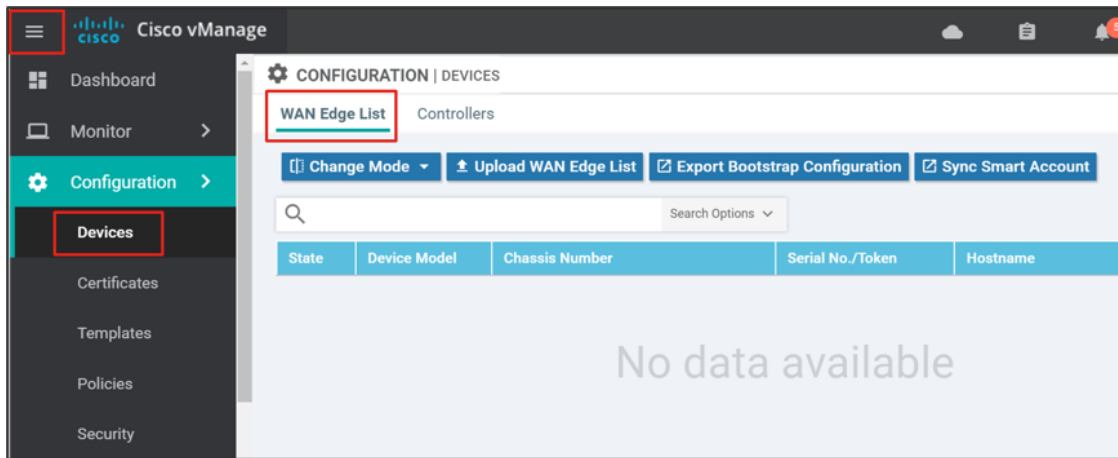 CISCO Cisco vManage
Dashboard
Monitor
Configuration
Devices
Certificates
Templates
Policies
Security
CONFIGURATION | DEVICES
WAN Edge List Controllers
Change Mode Upload WAN Edge List Export Bootstrap Configuration Sync Smart Account
Search Options
State Device Model Chassis Number Serial No./Token Hostname
No data available